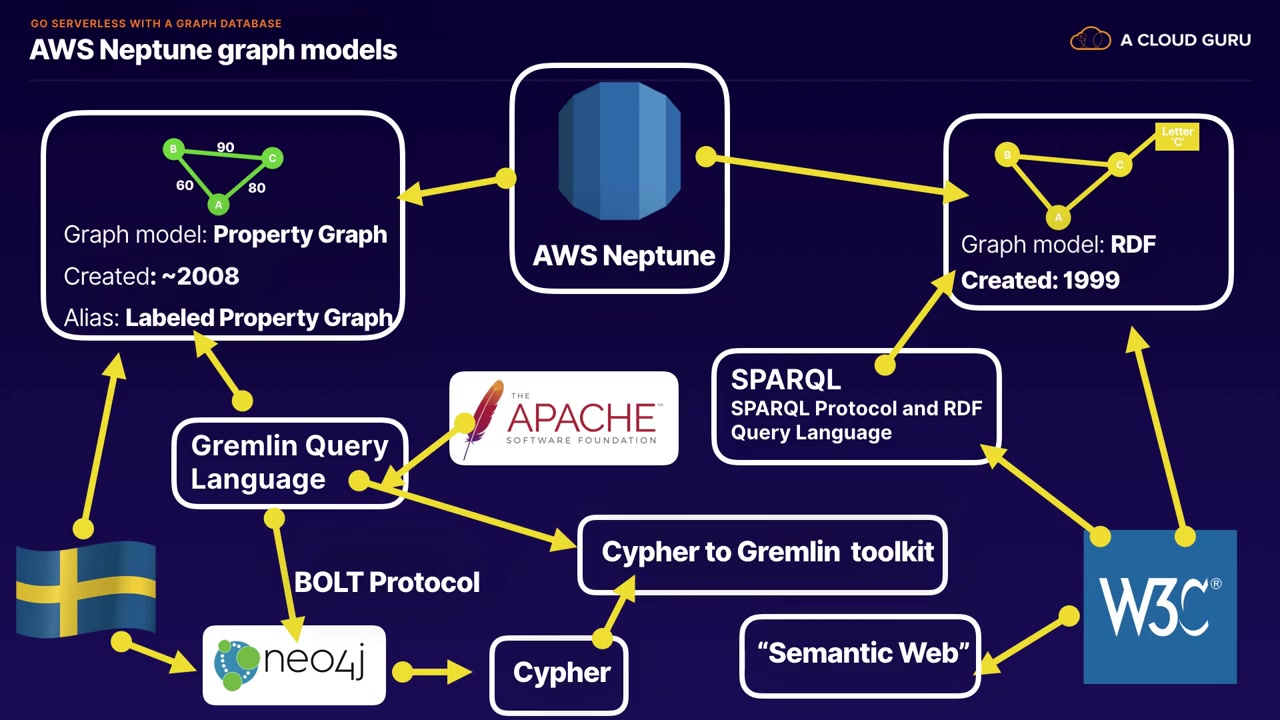 GO SERVERLESS WITH A GRAPH DATABASE
AWS Neptune graph models
A CLOUD GURU
B
90
C
60
80
A
Graph model: Property Graph
Created: ~2008
Alias: Labeled Property Graph
AWS Neptune
Letter
'C'
B
C
A
Graph model: RDF
Created: 1999
Gremlin Query
Language
THE
APACHE™
SOFTWARE FOUNDATION
SPARQL
SPARQL Protocol and RDF
Query Language
Cypher to Gremlin toolkit
BOLT Protocol
neo4j
Cypher
“Semantic Web”
W3C®